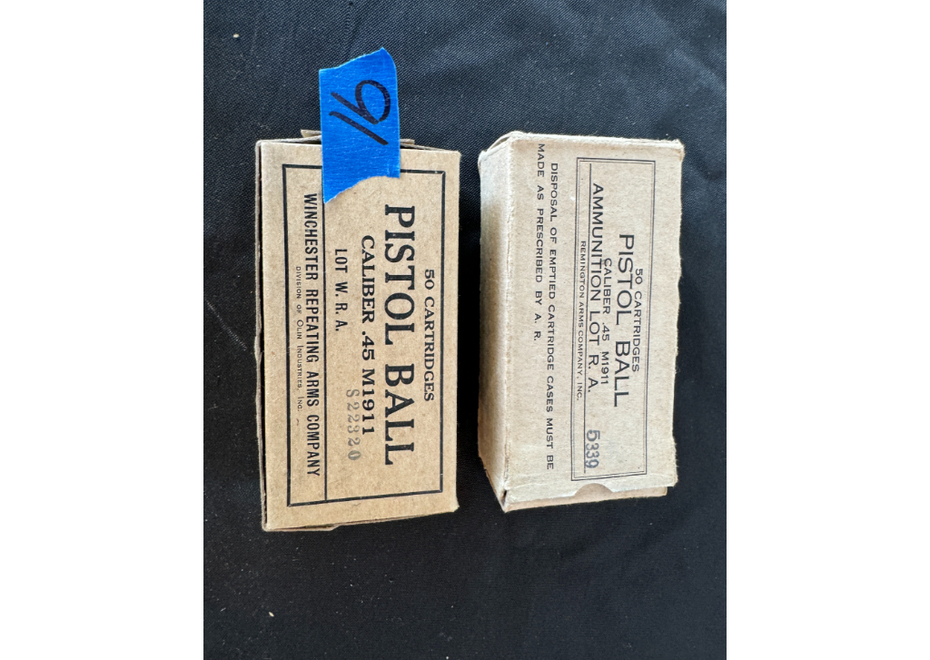 91
50 CARTRIDGES
PISTOL BALL
CALIBER .45 M1911
LOT W. R. A. S22320
WINCHESTER REPEATING ARMS COMPANY
DIVISION OF OLIN INDUSTRIES, INC.
50 CARTRIDGES
PISTOL BALL
CALIBER .45 M1911
AMMUNITION LOT R. A. 5339
REMINGTON ARMS COMPANY, INC.
DISPOSAL OF EMPTIED CARTRIDGE CASES MUST BE
MADE AS PRESCRIBED BY A. R.